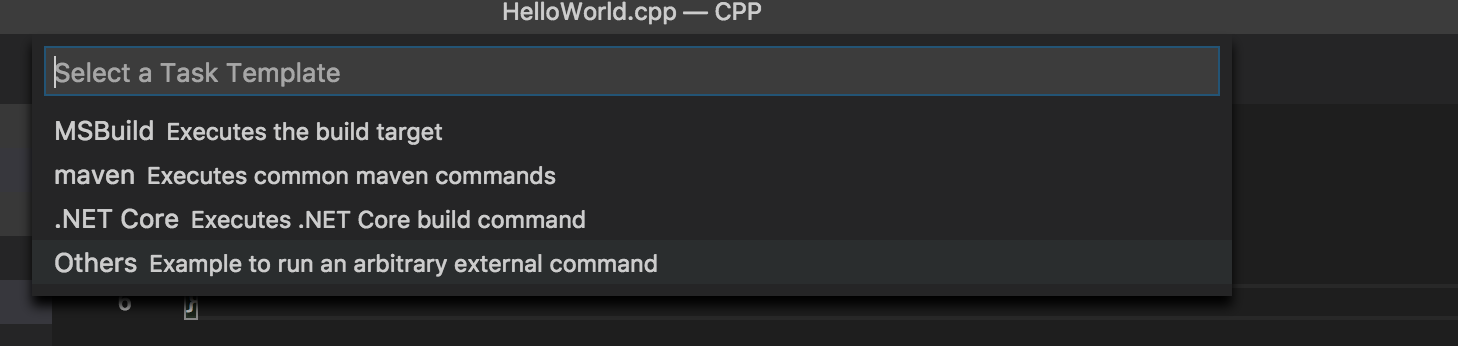 HelloWorld.cpp — CPP
Select a Task Template
MSBuild Executes the build target
maven Executes common maven commands
.NET Core Executes .NET Core build command
Others Example to run an arbitrary external command
6 }